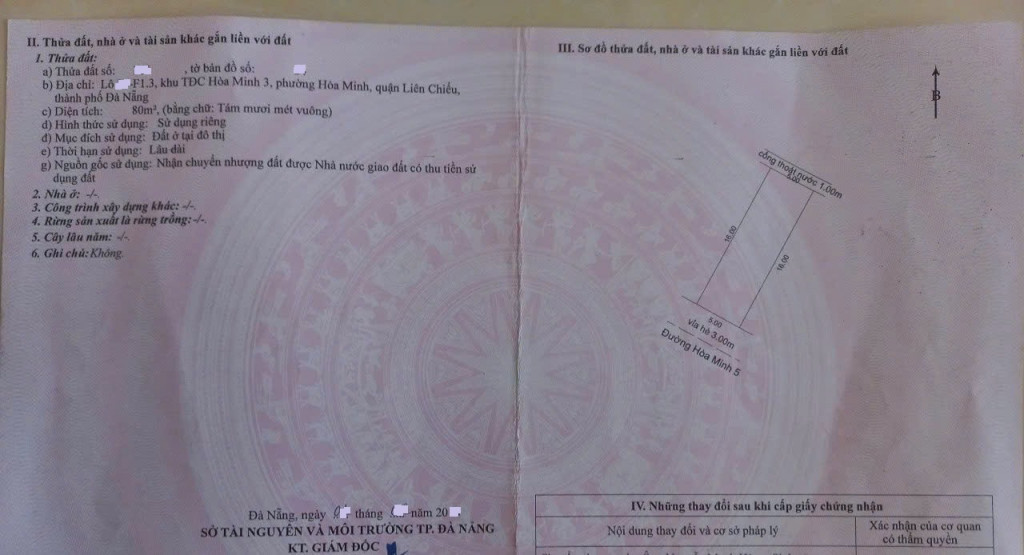 II. Thửa đất, nhà ở và tài sản khác gắn liền với đất
1. Thửa đất:
a) Thửa đất số: , tờ bản đồ số:
b) Địa chỉ: Lô F1.3, khu TĐC Hòa Minh 3, phường Hòa Minh, quận Liên Chiểu,
thành phố Đà Nẵng
c) Diện tích: 80m², (bằng chữ: Tám mươi mét vuông)
d) Hình thức sử dụng: Sử dụng riêng
đ) Mục đích sử dụng: Đất ở tại đô thị
e) Thời hạn sử dụng: Lâu dài
g) Nguồn gốc sử dụng: Nhận chuyển nhượng đất được Nhà nước giao đất có thu tiền sử
dụng đất
2. Nhà ở: -/-.
3. Công trình xây dựng khác: -/-.
4. Rừng sản xuất là rừng trồng: -/-.
5. Cây lâu năm: -/-.
6. Ghi chú: Không.
Đà Nẵng, ngày tháng năm 20
SỞ TÀI NGUYÊN VÀ MÔI TRƯỜNG TP. ĐÀ NẴNG
KT. GIÁM ĐỐC
III. Sơ đồ thửa đất, nhà ở và tài sản khác gắn liền với đất
B
cống thoát nước 1,00m
5.00
16.00
16.00
5.00
vỉa hè 3,00m
Đường Hòa Minh 5
IV. Những thay đổi sau khi cấp giấy chứng nhận
Nội dung thay đổi và cơ sở pháp lý
Xác nhận của cơ quan
có thẩm quyền